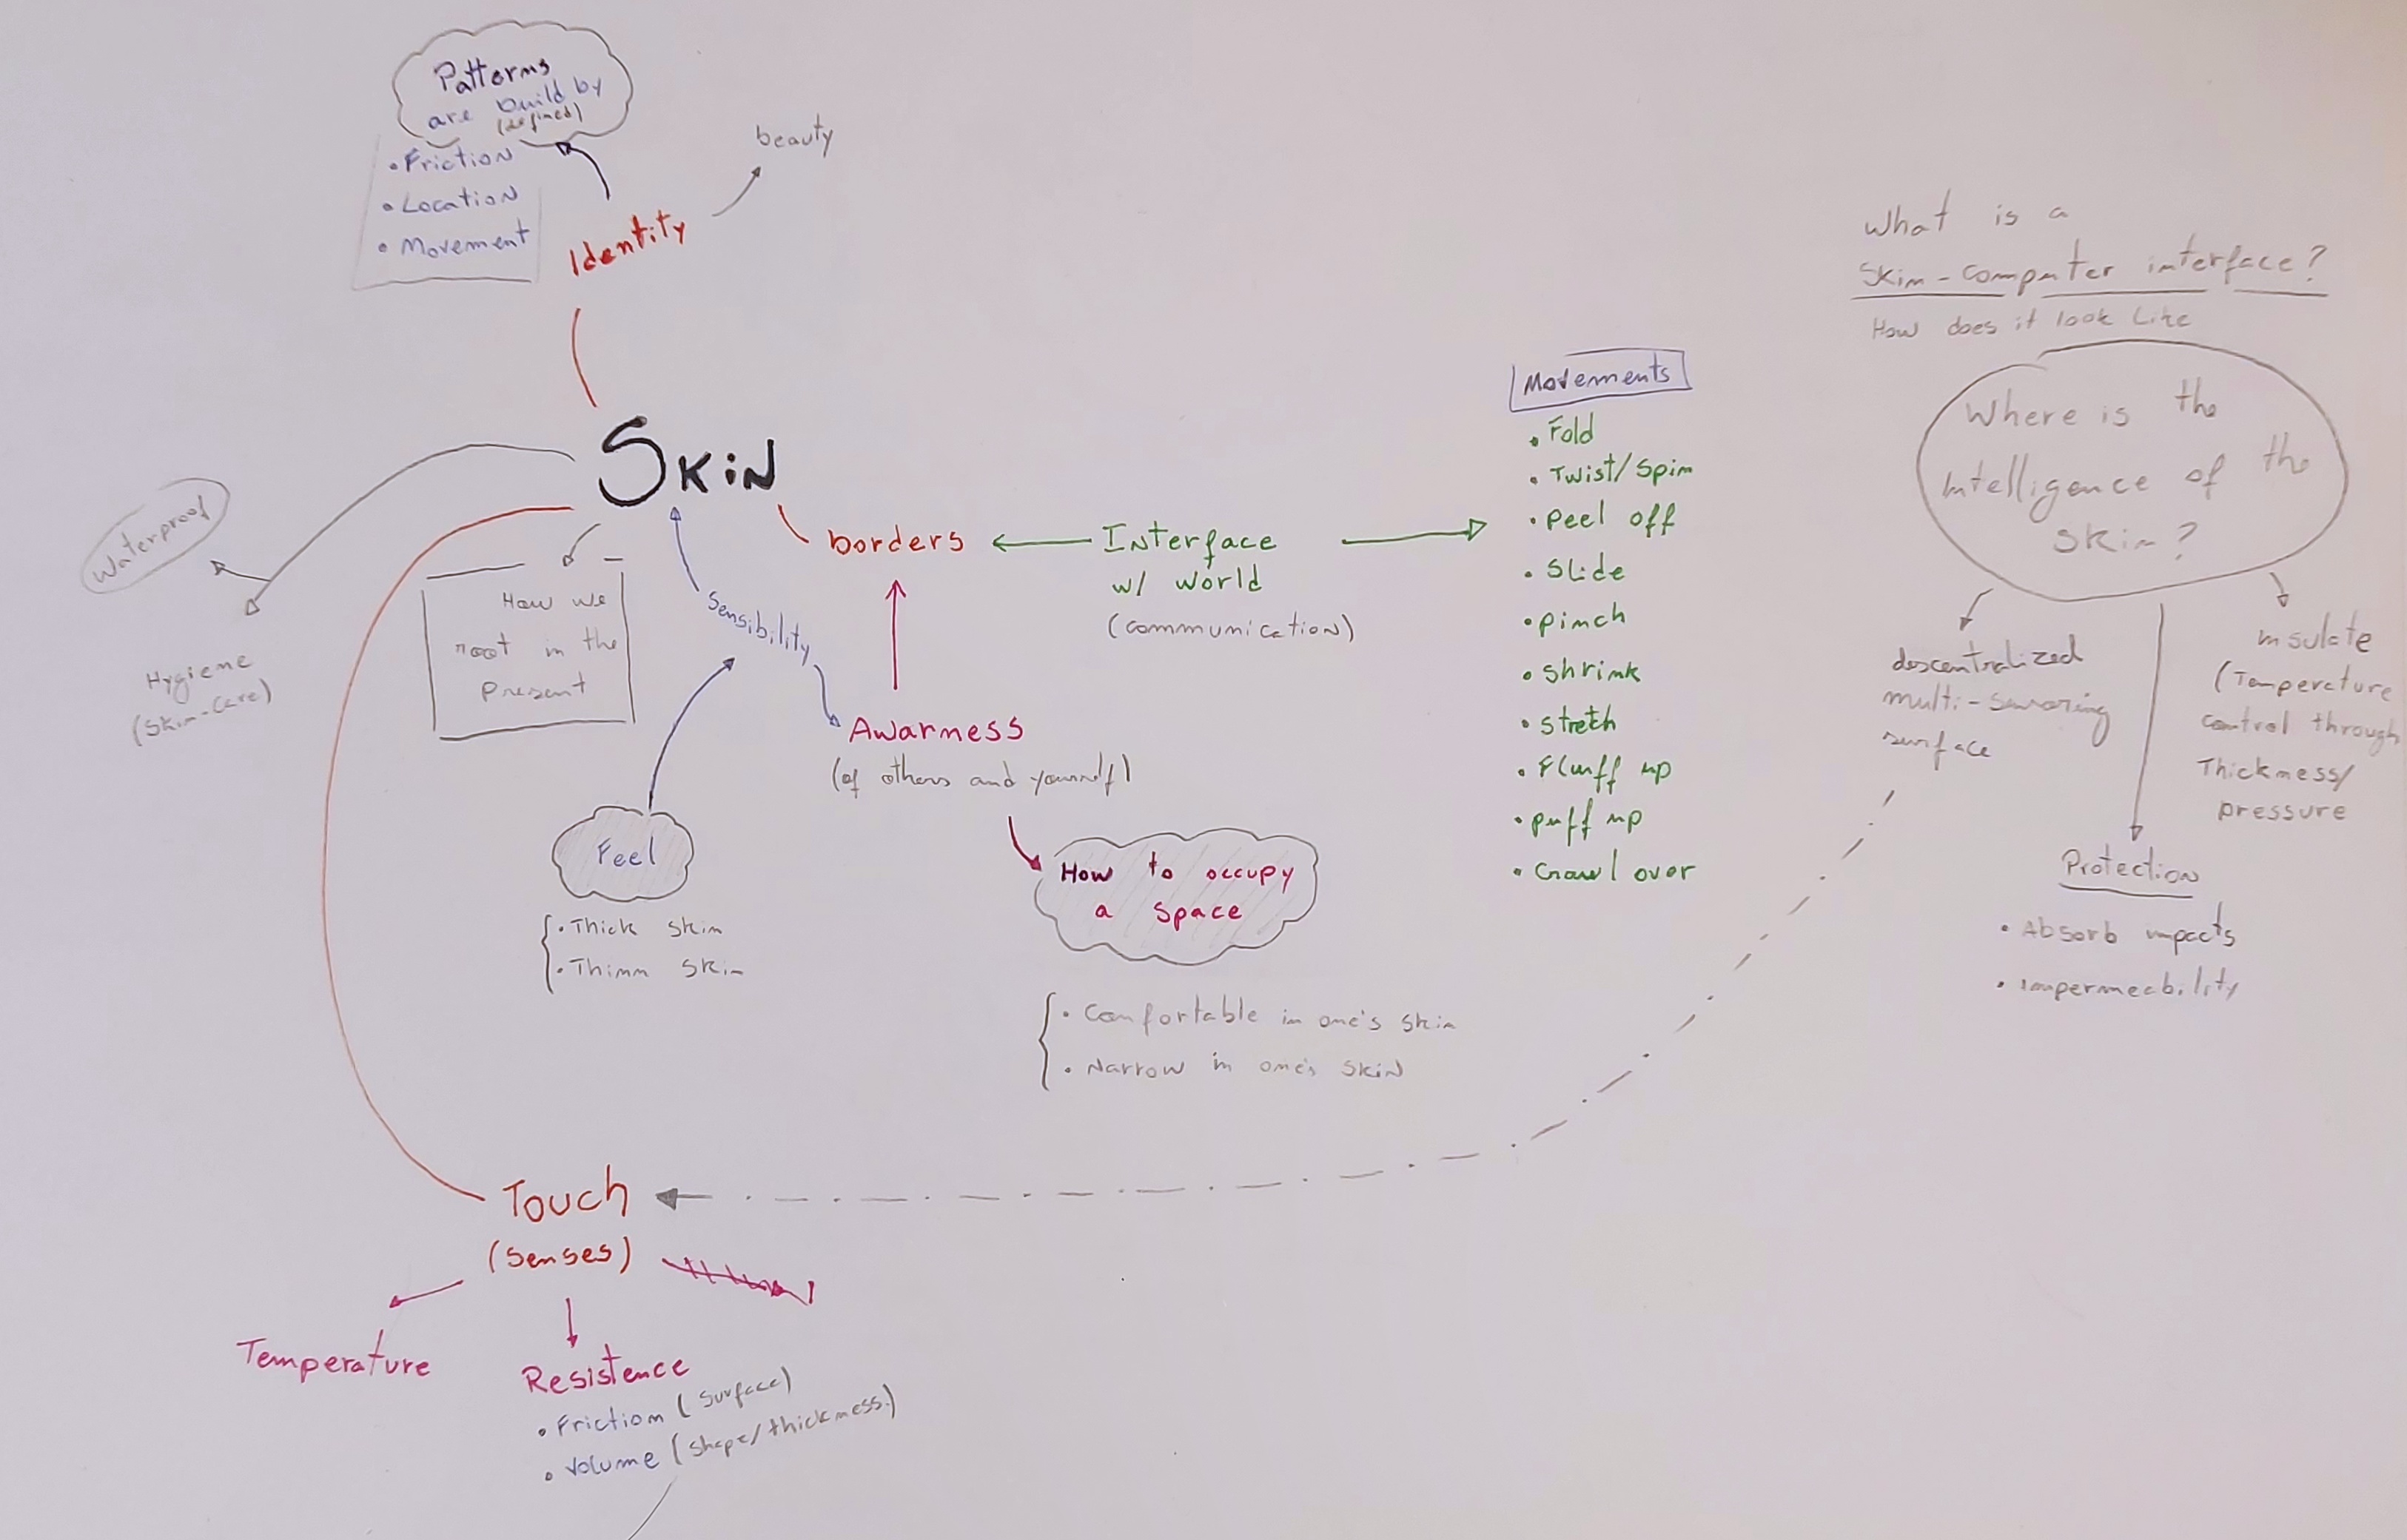 Patterns
are build by
(defined)
• Friction
• Location
• Movement
Identity
beauty
Skin
Waterproof
Hygiene
(Skin-care)
How we
root in the
present
Sensibility
borders
Interface
w/ world
(communication)
Awarness
(of others and yourself)
Feel
• Thick skin
• Thinn skin
How to occupy
a space
• Comfortable in one's skin
• Narrow in one's skin
Movements
• Fold
• Twist/Spin
• peel off
• Slide
• pinch
• shrink
• stretch
• Fluff up
• puff up
• Crawl over
What is a
Skin-computer interface?
How does it look like
Where is the
intelligence of the
skin?
descentralized
multi-sensoring
surface
insulate
(Temperature
control through
Thickness/
pressure
Protection
• Absorb impacts
• Impermeability
Touch
(senses)
Temperature
Resistence
• Friction (surface)
• Volume (shape/thickness.)